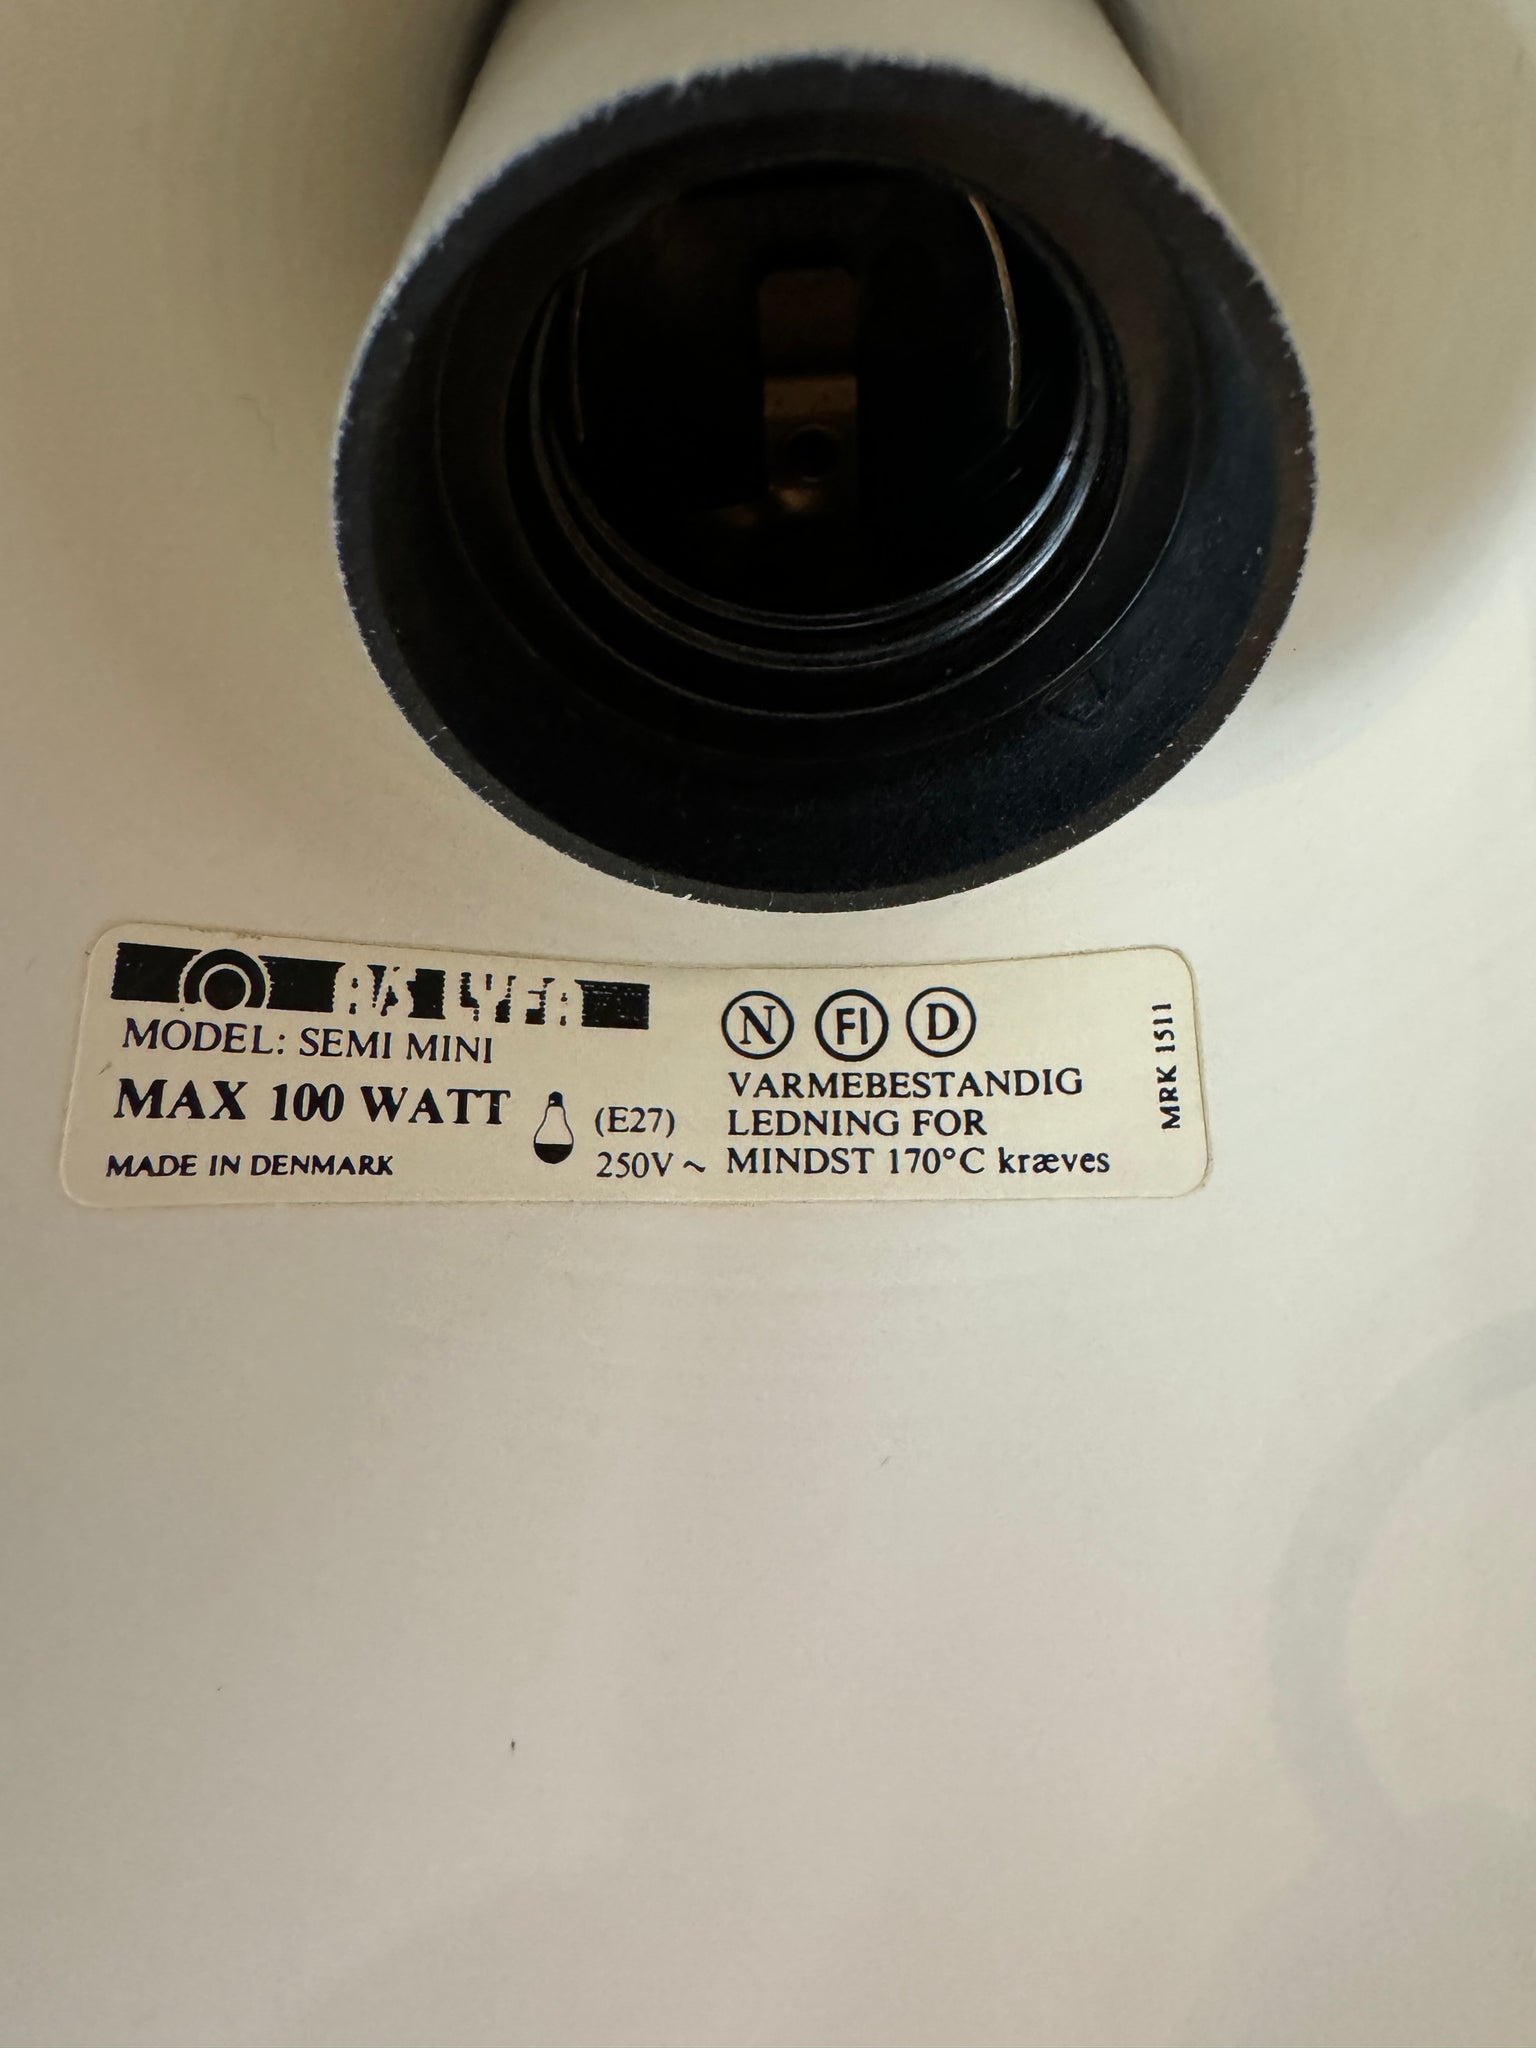 MODEL: SEMI MINI
MAX 100 WATT
(E27)
250V ~
MADE IN DENMARK
N FI D
VARMEBESTANDIG
LEDNING FOR
MINDST 170°C kræves
MRK 1511